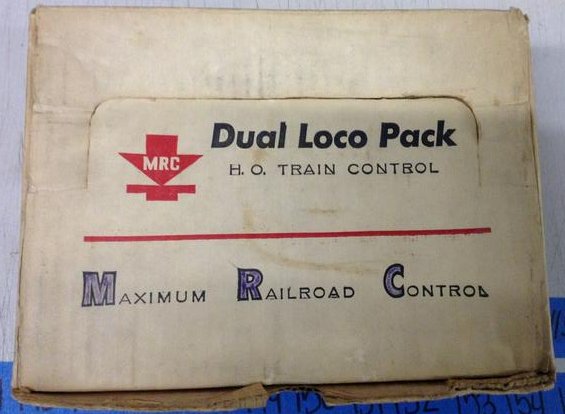 MRC
Dual Loco Pack
H. O. TRAIN CONTROL
MAXIMUM RAILROAD CONTROL